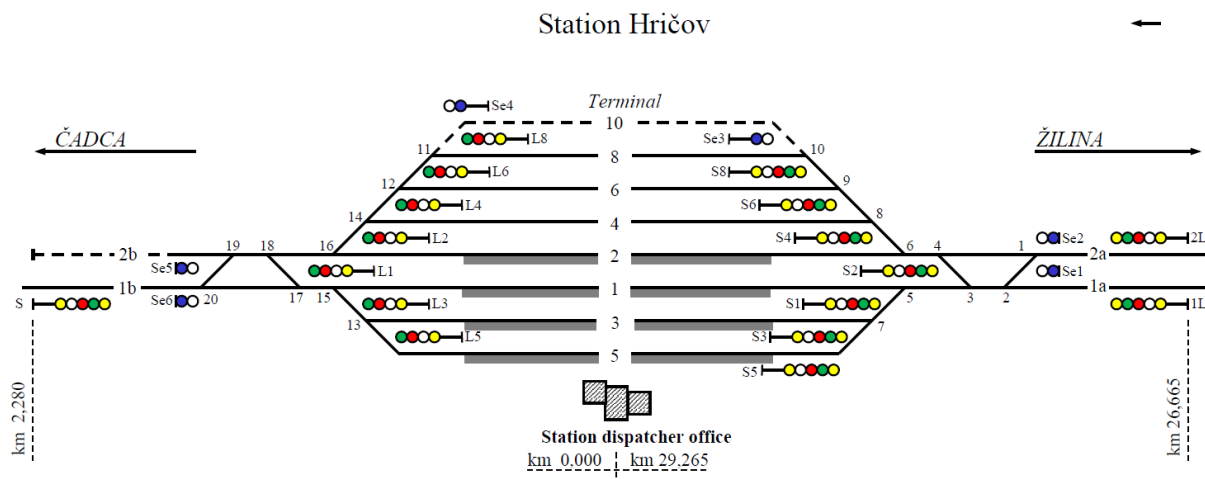 Station Hričov
Se4
Terminal
ČADCA
10
L8
Se3
ŽILINA
11
8
10
L6
S8
12
6
9
L4
S6
14
4
8
L2
S4
Se2
2L
19
18
16
6
4
1
2b
2
2a
Se5
L1
S2
Se1
1b
1
1a
S
Se6
20
17
15
L3
S1
5
3
2
1L
13
3
7
L5
S3
5
S5
km 2,280
km 26,665
Station dispatcher office
km 0,000
km 29,265